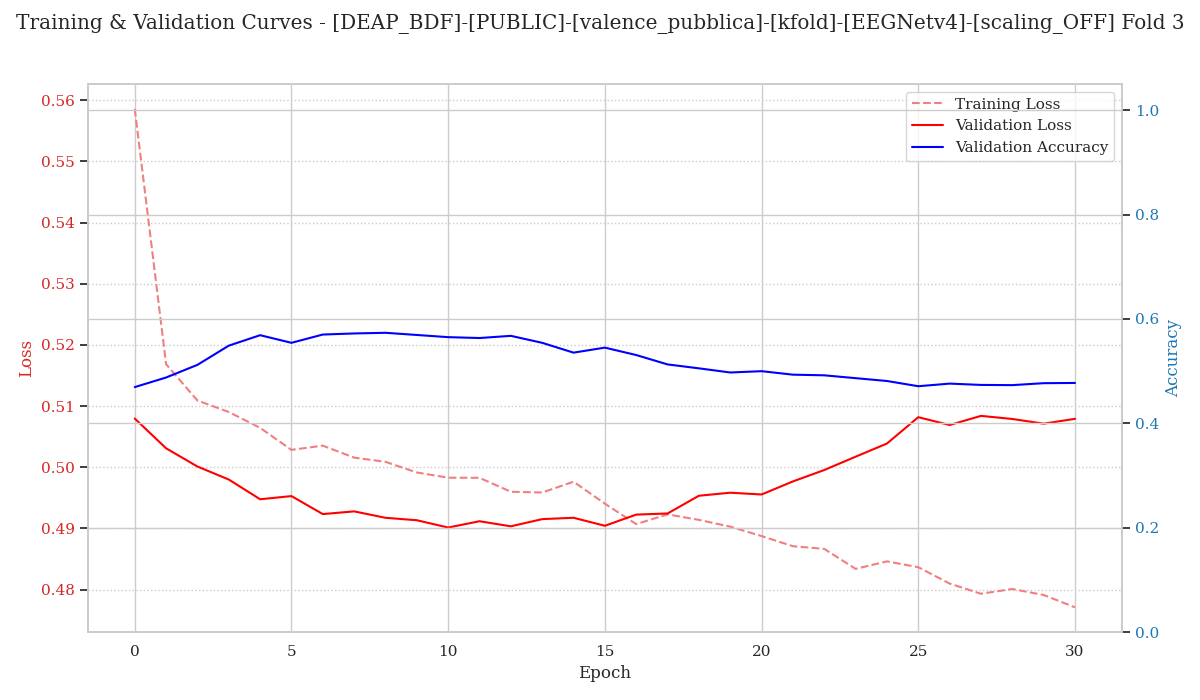 Training & Validation Curves - [DEAP_BDF]-[PUBLIC]-[valence_pubblica]-[kfold]-[EEGNetv4]-[scaling_OFF] Fold 3
Training Loss
Validation Loss
Validation Accuracy
Loss
0.56
0.55
0.54
0.53
0.52
0.51
0.50
0.49
0.48
1.0
0.8
0.6
0.4
0.2
0.0
Accuracy
0 5 10 15 20 25 30
Epoch